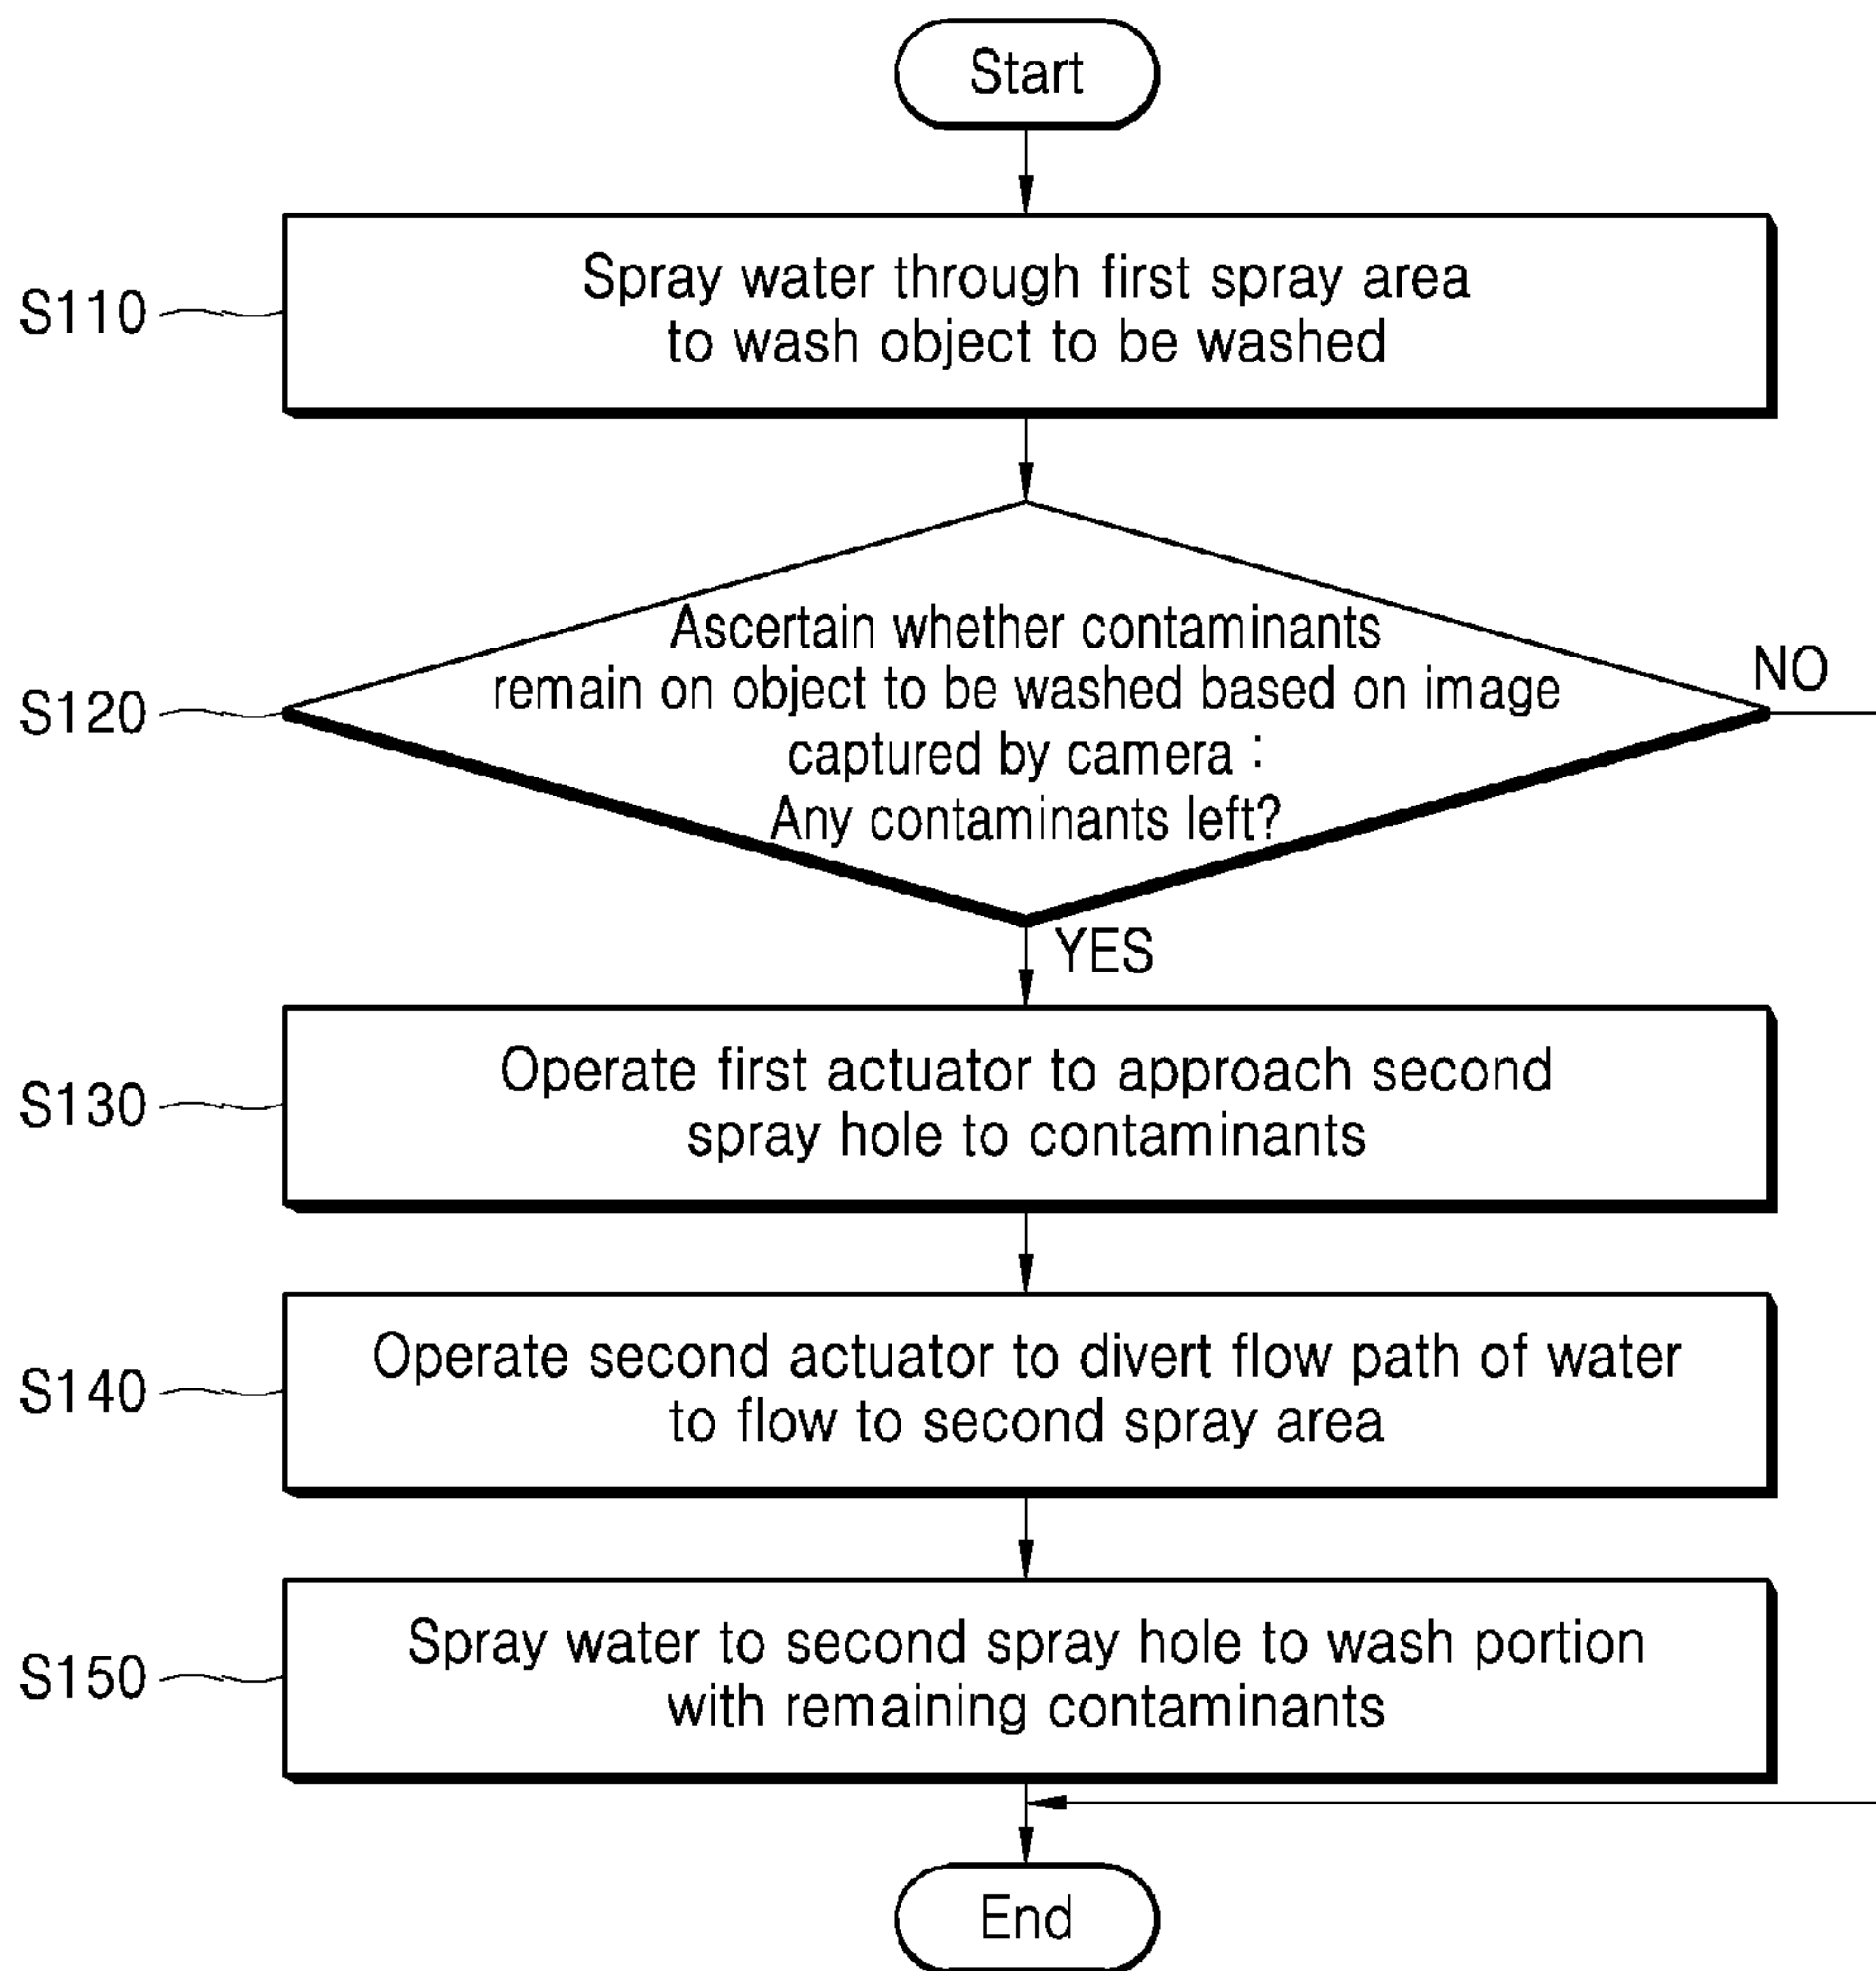 Start
S110
Spray water through first spray area
to wash object to be washed
S120
Ascertain whether contaminants
remain on object to be washed based on image
captured by camera :
Any contaminants left?
NO
YES
S130
Operate first actuator to approach second
spray hole to contaminants
S140
Operate second actuator to divert flow path of water
to flow to second spray area
S150
Spray water to second spray hole to wash portion
with remaining contaminants
End